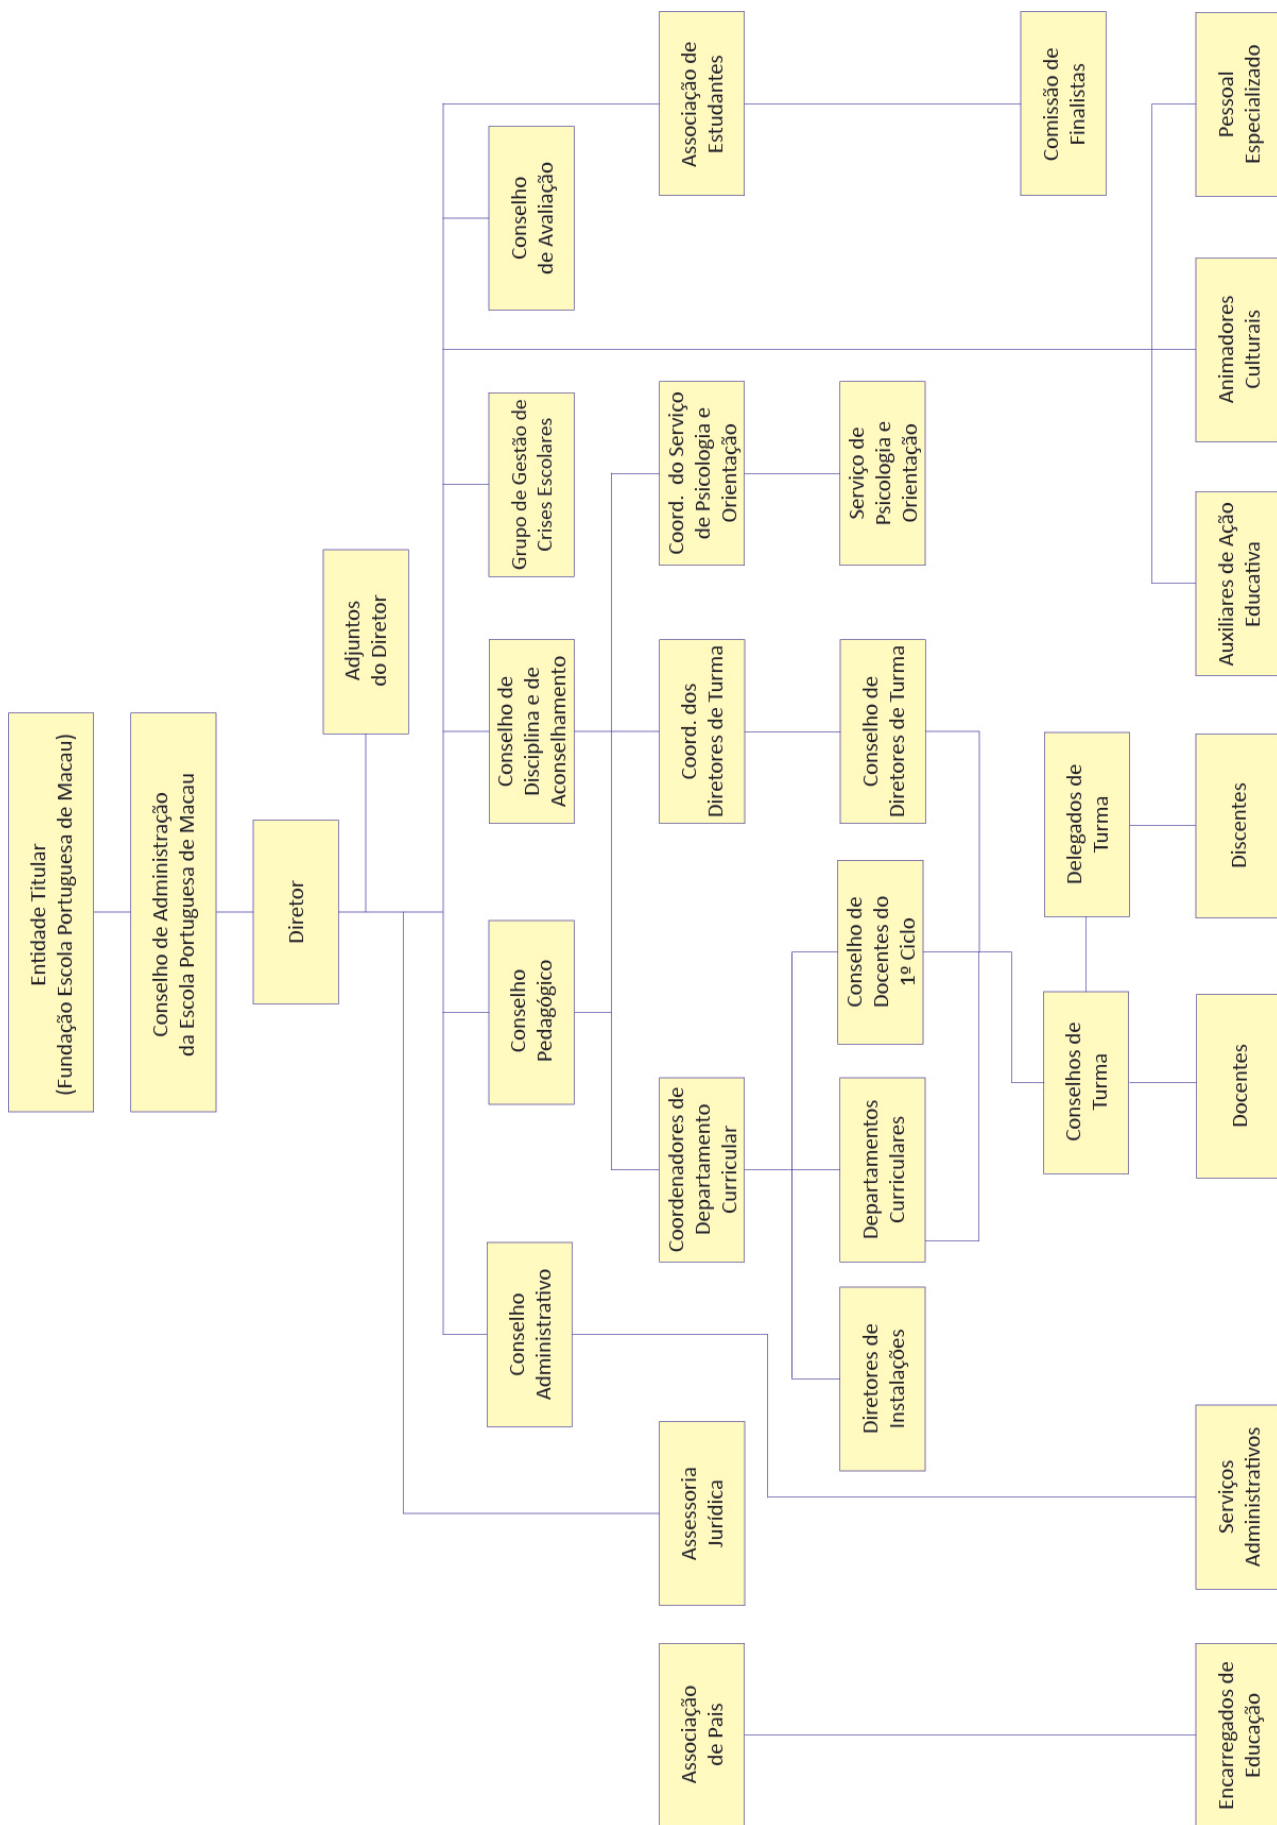 Entidade Titular
(Fundação Escola Portuguesa de Macau)
Conselho de Administração
da Escola Portuguesa de Macau
Diretor
Adjuntos
do Diretor
Conselho
Administrativo
Conselho
Pedagógico
Conselho de
Disciplina e de
Aconselhamento
Grupo de Gestão de
Crises Escolares
Conselho
de Avaliação
Associação
de Pais
Assessoria
Jurídica
Coordenadores de
Departamento
Curricular
Coord. dos
Diretores de Turma
Coord. do Serviço
de Psicologia e
Orientação
Associação de
Estudantes
Diretores de
Instalações
Departamentos
Curriculares
Conselho de
Docentes do
1º Ciclo
Conselho de
Diretores de Turma
Serviço de
Psicologia e
Orientação
Comissão de
Finalistas
Conselhos de
Turma
Delegados de
Turma
Encarregados de
Educação
Serviços
Administrativos
Docentes
Discentes
Auxiliares de Ação
Educativa
Animadores
Culturais
Pessoal
Especializado